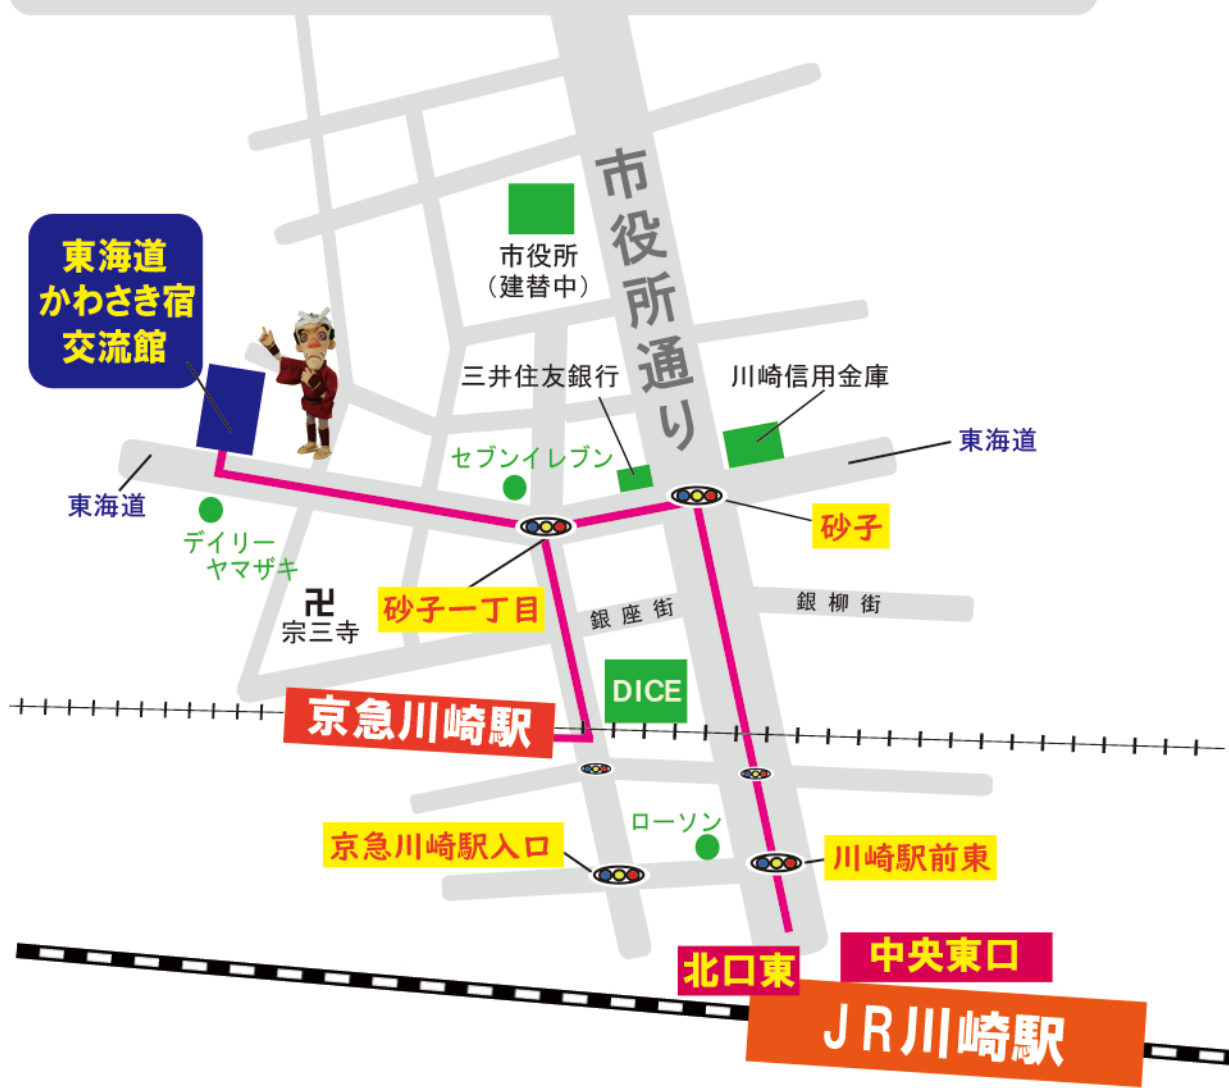 市役所通り
市役所
（建替中）
東海道
かわさき宿
交流館
三井住友銀行
川崎信用金庫
東海道
セブンイレブン
東海道
砂子
デイリー
ヤマザキ
卍
宗三寺
砂子一丁目
銀座街
銀柳街
DICE
京急川崎駅
ローソン
京急川崎駅入口
川崎駅前東
北口東
中央東口
JR川崎駅